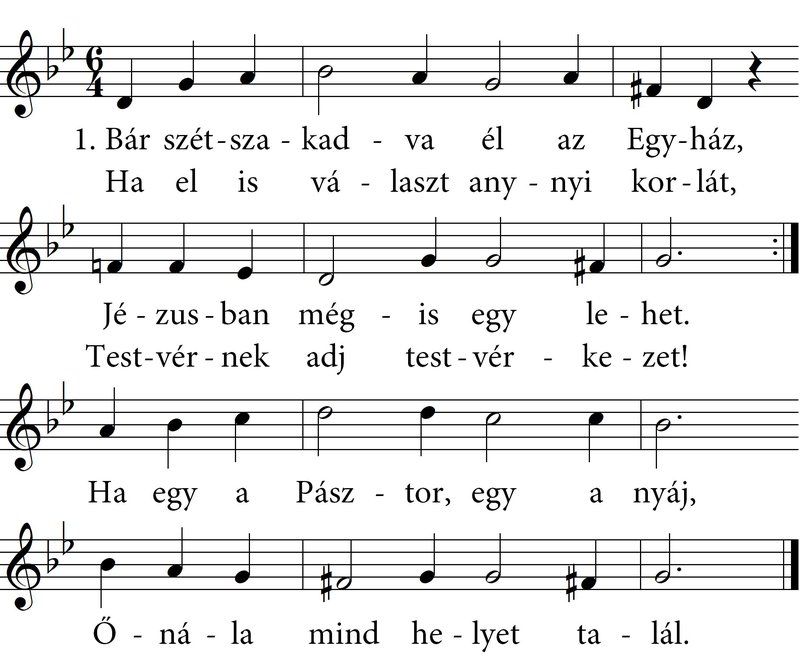 6
4
1. Bár szét-sza - kad - va él az Egy-ház,
Ha el is vá - laszt any - nyi kor - lát,
Jé - zus - ban még - is egy le - het.
Test-vér - nek adj test - vér - ke - zet!
Ha egy a Pász - tor, egy a nyáj,
Ő - ná - la mind he - lyet ta - lál.